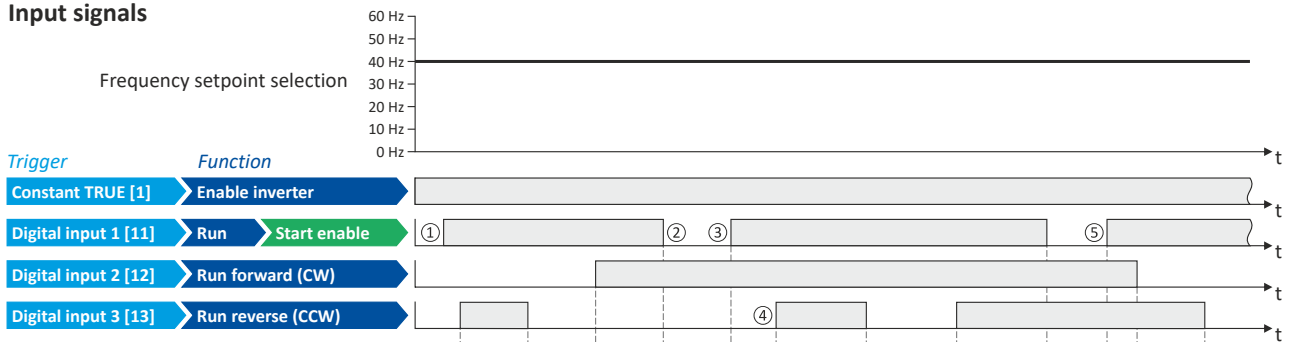 Input signals
60 Hz
50 Hz
40 Hz
Frequency setpoint selection
30 Hz
20 Hz
10 Hz
0 Hz
t
Trigger Function
Constant TRUE [1] Enable inverter
t
Digital input 1 [11] Run Start enable ① ② ③ ⑤
t
Digital input 2 [12] Run forward (CW)
t
Digital input 3 [13] Run reverse (CCW) ④
t